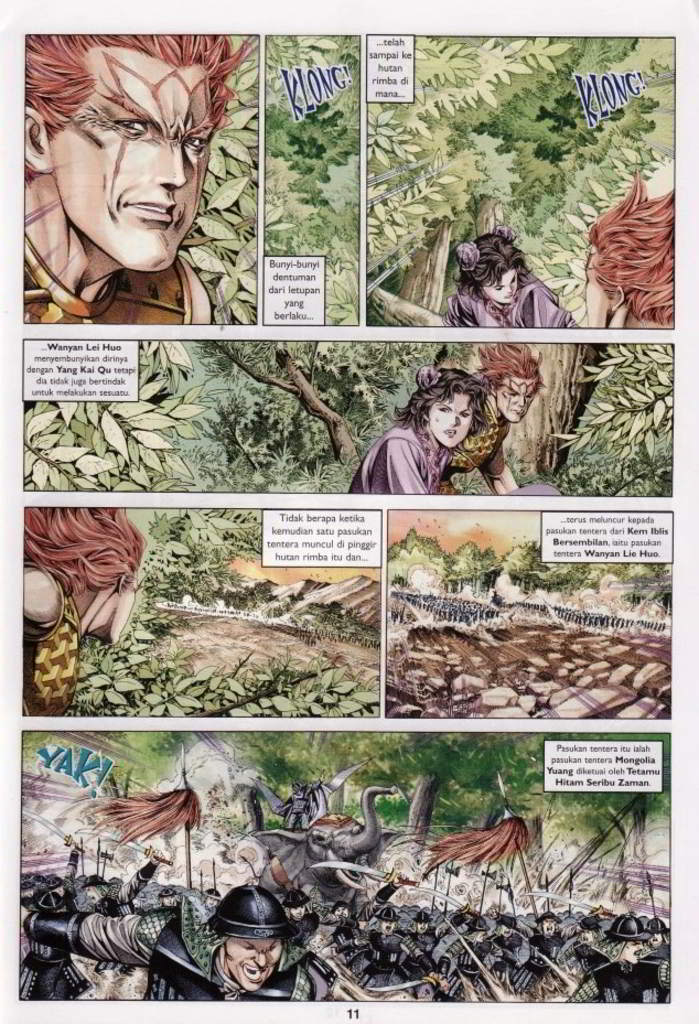 KLONG!
Bunyi-bunyi
dentuman
dari letupan
yang
berlaku...
...telah
sampai ke
hutan
rimba di
mana...
KLONG!
...Wanyan Lei Huo
menyembunyikan dirinya
dengan Yang Kai Qu tetapi
dia tidak juga bertindak
untuk melakukan sesuatu.
Tidak berapa ketika
kemudian satu pasukan
tentera muncul di pinggir
hutan rimba itu dan...
...terus meluncur kepada
pasukan tentera dari Kem Iblis
Bersembilan, iaitu pasukan
tentera Wanyan Lie Huo.
YAK!
Pasukan tentera itu ialah
pasukan tentera Mongolia
Yuang diketuai oleh Tetamu
Hitam Seribu Zaman.
11